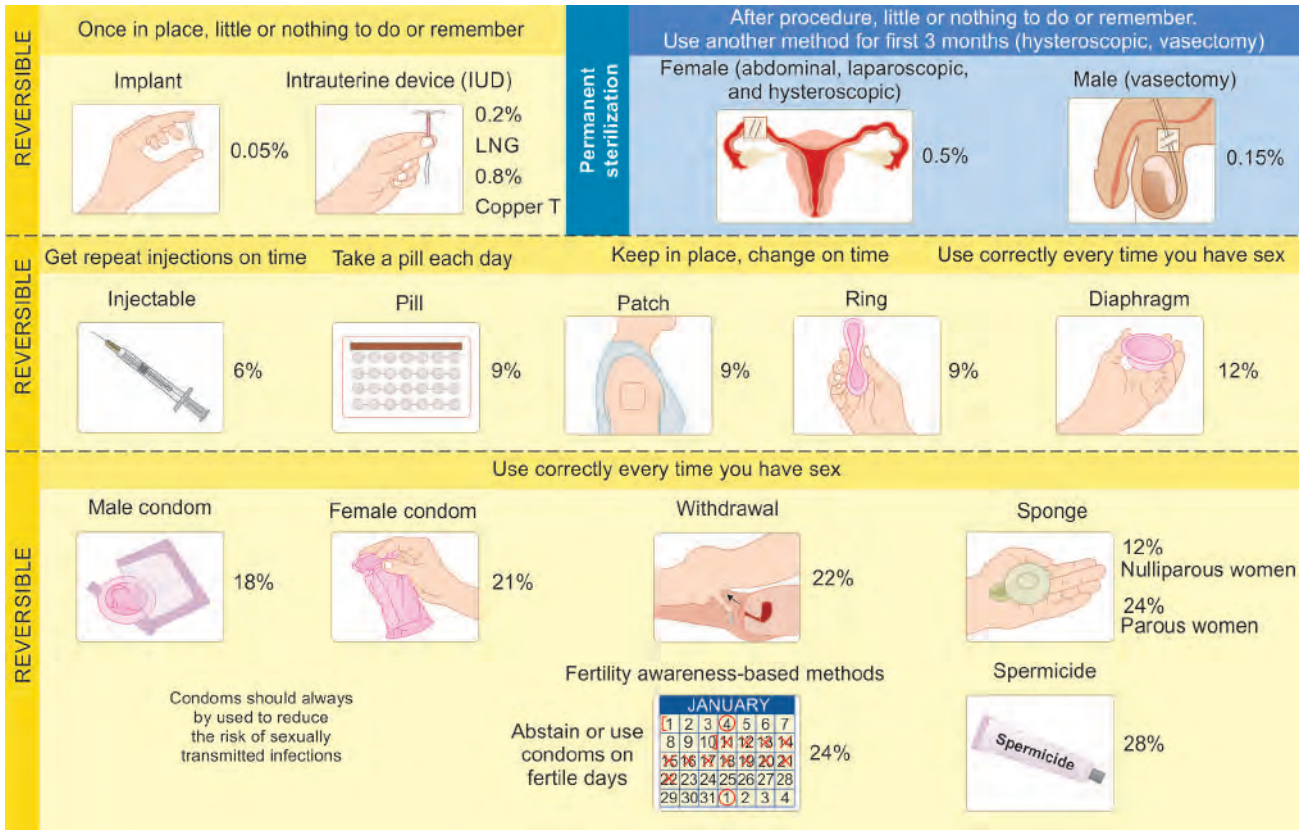 REVERSIBLE
Once in place, little or nothing to do or remember
Implant
0.05%
Intrauterine device (IUD)
0.2%
LNG
0.8%
Copper T
Permanent
sterilization
After procedure, little or nothing to do or remember.
Use another method for first 3 months (hysteroscopic, vasectomy)
Female (abdominal, laparoscopic,
and hysteroscopic)
0.5%
Male (vasectomy)
0.15%
REVERSIBLE
Get repeat injections on time
Take a pill each day
Keep in place, change on time
Use correctly every time you have sex
Injectable
6%
Pill
9%
Patch
9%
Ring
9%
Diaphragm
12%
REVERSIBLE
Use correctly every time you have sex
Male condom
18%
Female condom
21%
Withdrawal
22%
Sponge
12%
Nulliparous women
24%
Parous women
Condoms should always
by used to reduce
the risk of sexually
transmitted infections
Fertility awareness-based methods
Abstain or use
condoms on
fertile days
JANUARY
1 2 3 4 5 6 7
8 9 10 11 12 13 14
15 16 17 18 19 20 21
22 23 24 25 26 27 28
29 30 31 1 2 3 4
24%
Spermicide
Spermicide
28%